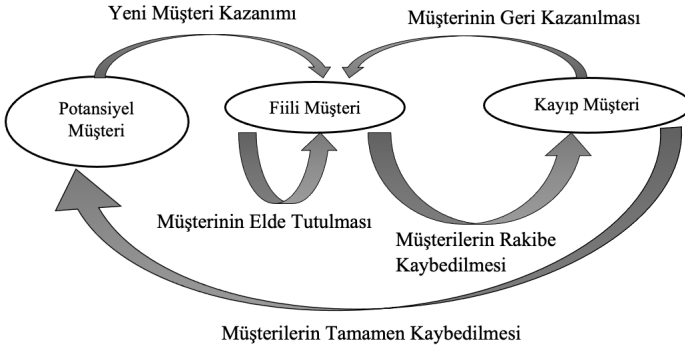 Yeni Müşteri Kazanımı
Müşterinin Geri Kazanılması
Potansiyel
Müşteri
Fiili Müşteri
Kayıp Müşteri
Müşterinin Elde Tutulması
Müşterilerin Rakibe
Kaybedilmesi
Müşterilerin Tamamen Kaybedilmesi